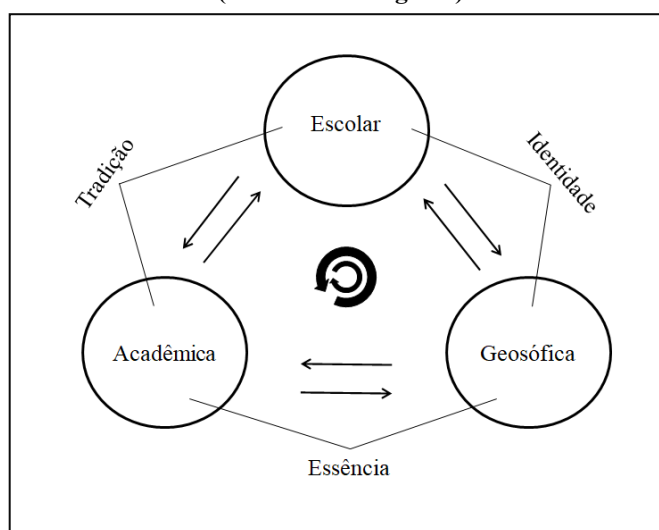 Escolar
Tradição
Identidade
Acadêmica
Geosófica
Essência